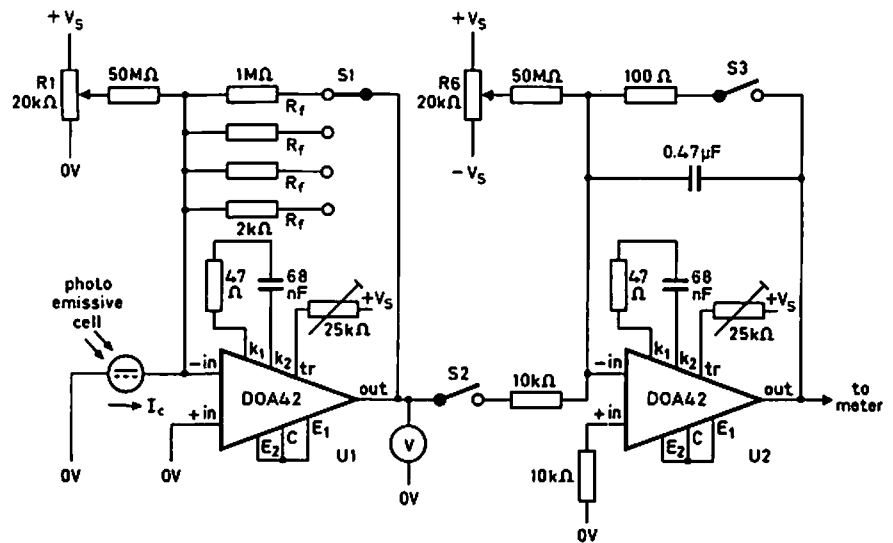 +VS
R1
20kΩ
0V
50MΩ
1MΩ
Rf
S1
Rf
Rf
Rf
2kΩ
47
Ω
68
nF
+VS
25kΩ
photo
emissive
cell
Ic
0V
0V
-in
+in
k1
k2
tr
DOA42
out
E2
C
E1
U1
V
0V
S2
10kΩ
+VS
R6
20kΩ
-VS
50MΩ
100Ω
S3
0.47µF
47
Ω
68
nF
+VS
25kΩ
-in
+in
k1
k2
tr
DOA42
out
E2
C
E1
U2
10kΩ
0V
to
meter